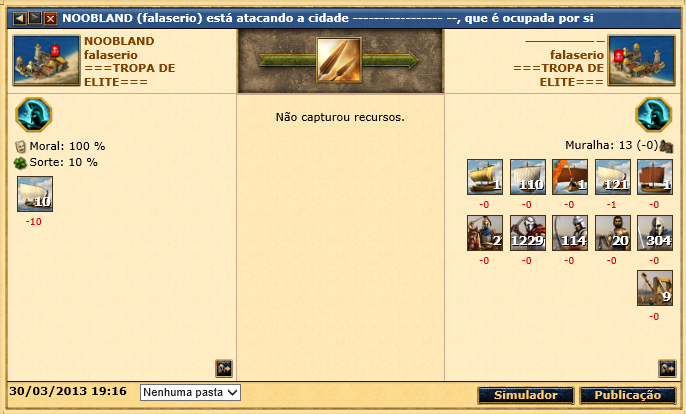 NOOBLAND (falaserio) está atacando a cidade ----------------- --, que é ocupada por si
NOOBLAND
falaserio
===TROPA DE
ELITE===
----------------- --
falaserio
===TROPA DE
ELITE===
Moral: 100 %
Sorte: 10 %
10
-10
Não capturou recursos.
Muralha: 13 (-0)
1 110 1 121 1
-0 -0 -0 -1 -0
2 1229 114 20 304
-0 -0 -0 -0 -0
9
-0
30/03/2013 19:16 Nenhuma pasta Simulador Publicação